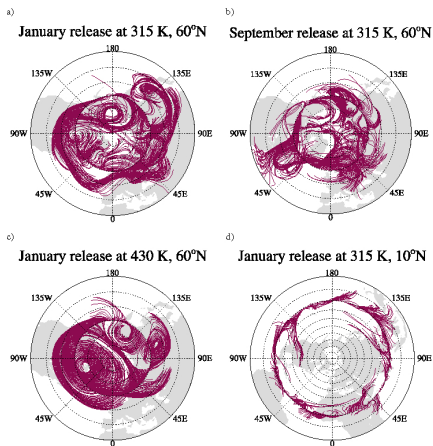 a)
January release at 315 K, 60°N
180
135W
135E
90W
90E
45W
45E
0
b)
September release at 315 K, 60°N
180
135W
135E
90W
90E
45W
45E
0
c)
January release at 430 K, 60°N
180
135W
135E
90W
90E
45W
45E
0
d)
January release at 315 K, 10°N
180
135W
135E
90W
90E
45W
45E
0